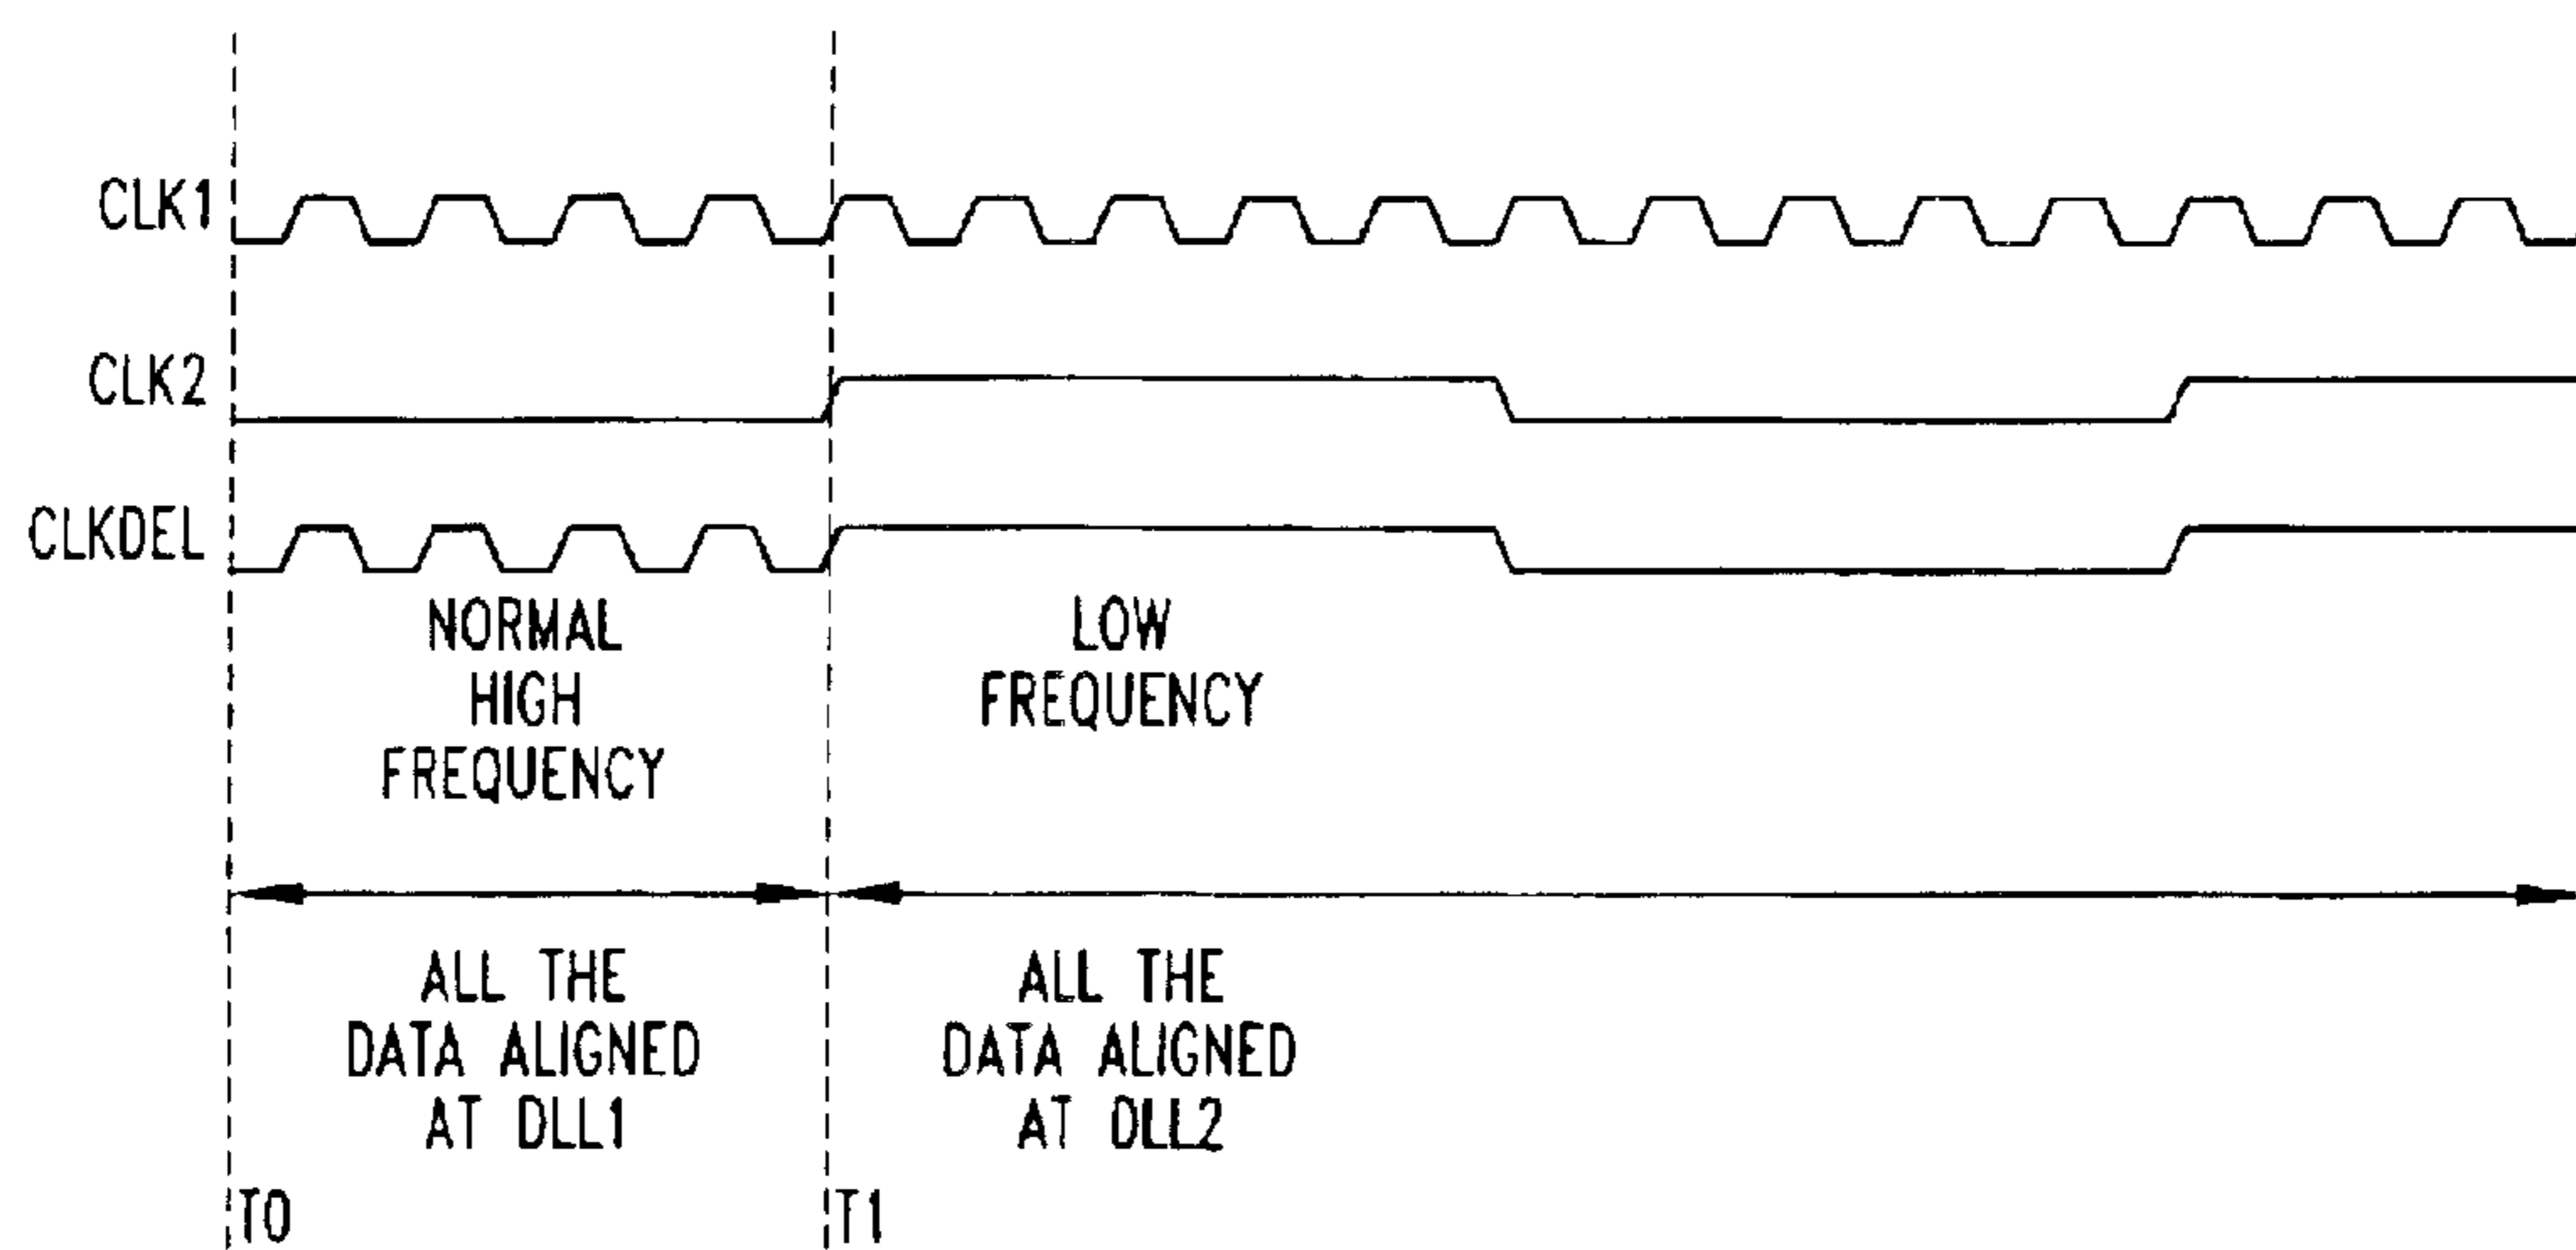 CLK1
CLK2
CLKDEL
NORMAL
HIGH
FREQUENCY
LOW
FREQUENCY
ALL THE
DATA ALIGNED
AT DLL1
ALL THE
DATA ALIGNED
AT DLL2
T0
T1